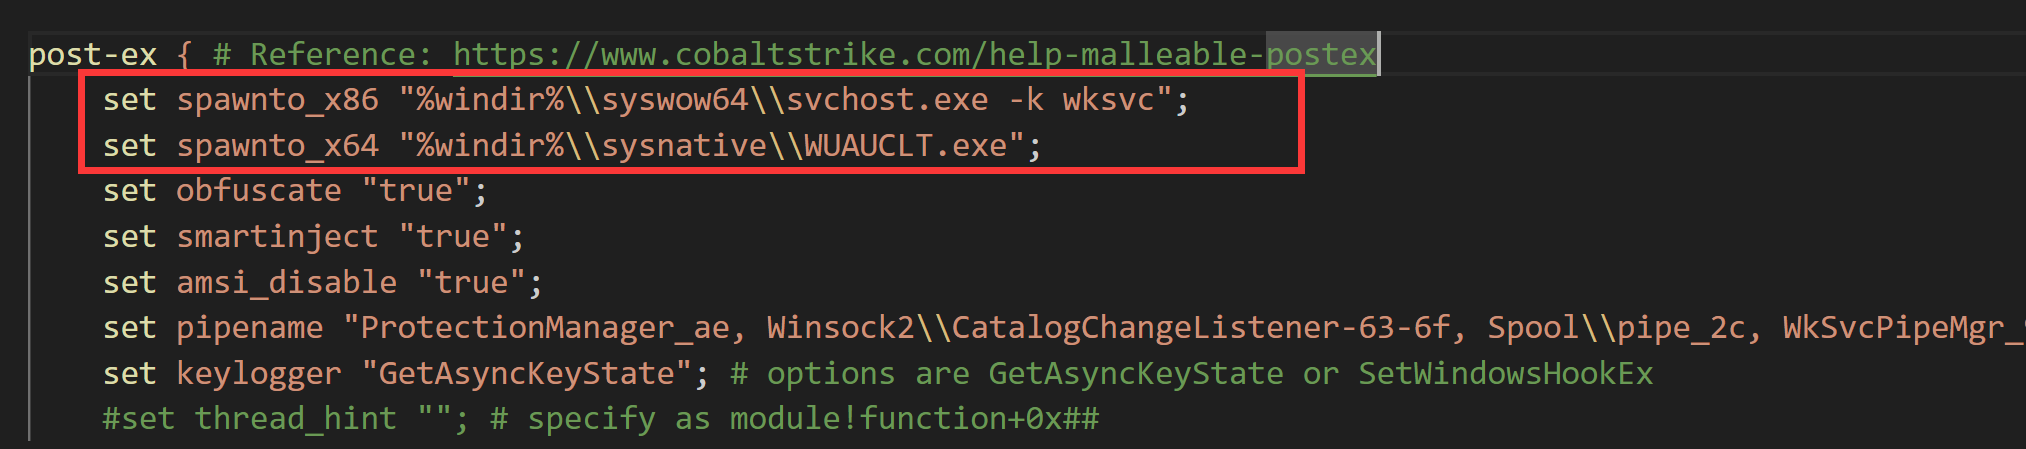 post-ex { # Reference: https://www.cobaltstrike.com/help-malleable-postex
set spawnto_x86 "%windir%\\syswow64\\svchost.exe -k wksvc";
set spawnto_x64 "%windir%\\sysnative\\WUAUCLT.exe";
set obfuscate "true";
set smartinject "true";
set amsi_disable "true";
set pipename "ProtectionManager_ae, Winsock2\\CatalogChangeListener-63-6f, Spool\\pipe_2c, WkSvcPipeMgr_
set keylogger "GetAsyncKeyState"; # options are GetAsyncKeyState or SetWindowsHookEx
#set thread_hint ""; # specify as module!function+0x##